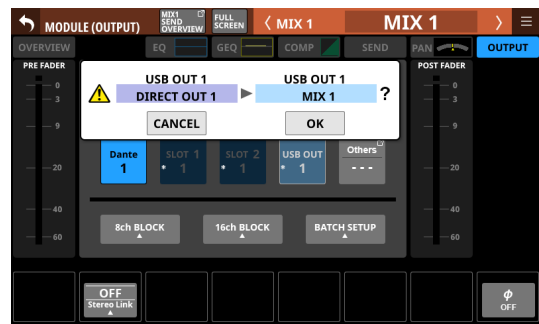 MODULE (OUTPUT)
MIX1
SEND
OVERVIEW
FULL
SCREEN
MIX 1
MIX 1
OVERVIEW
EQ
GEQ
COMP
SEND
PAN
OUTPUT
PRE FADER
POST FADER
USB OUT 1
USB OUT 1
DIRECT OUT 1
MIX 1
?
CANCEL
OK
0
3
9
20
40
60
0
3
9
20
40
60
Dante
1
SLOT 1
* 1
SLOT 2
* 1
USB OUT
* 1
Others
---
8ch BLOCK
16ch BLOCK
BATCH SETUP
OFF
Stereo Link
φ
OFF